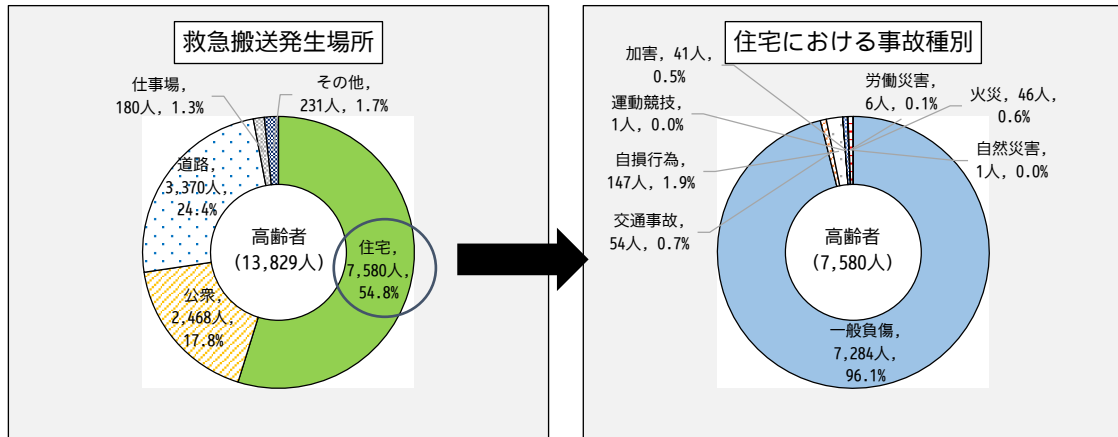 救急搬送発生場所
仕事場,
180人, 1.3%
その他,
231人, 1.7%
道路,
3,370人,
24.4%
高齢者
(13,829人)
住宅,
7,580人,
54.8%
公衆,
2,468人,
17.8%
住宅における事故種別
加害, 41人,
0.5%
労働災害,
6人, 0.1%
火災, 46人,
0.6%
運動競技,
1人, 0.0%
自然災害,
1人, 0.0%
自損行為,
147人, 1.9%
交通事故,
54人, 0.7%
高齢者
(7,580人)
一般負傷,
7,284人,
96.1%